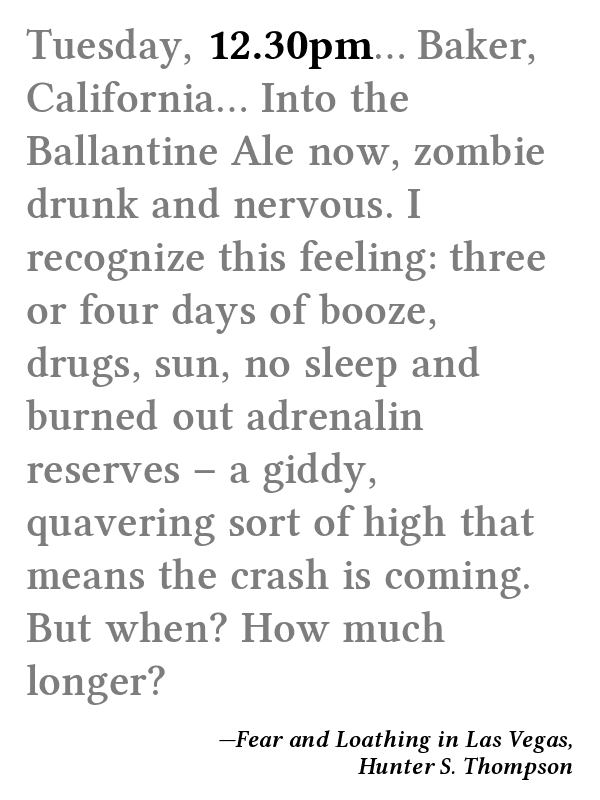 Tuesday, 12.30pm... Baker,
California... Into the
Ballantine Ale now, zombie
drunk and nervous. I
recognize this feeling: three
or four days of booze,
drugs, sun, no sleep and
burned out adrenalin
reserves – a giddy,
quavering sort of high that
means the crash is coming.
But when? How much
longer?
—Fear and Loathing in Las Vegas,
Hunter S. Thompson